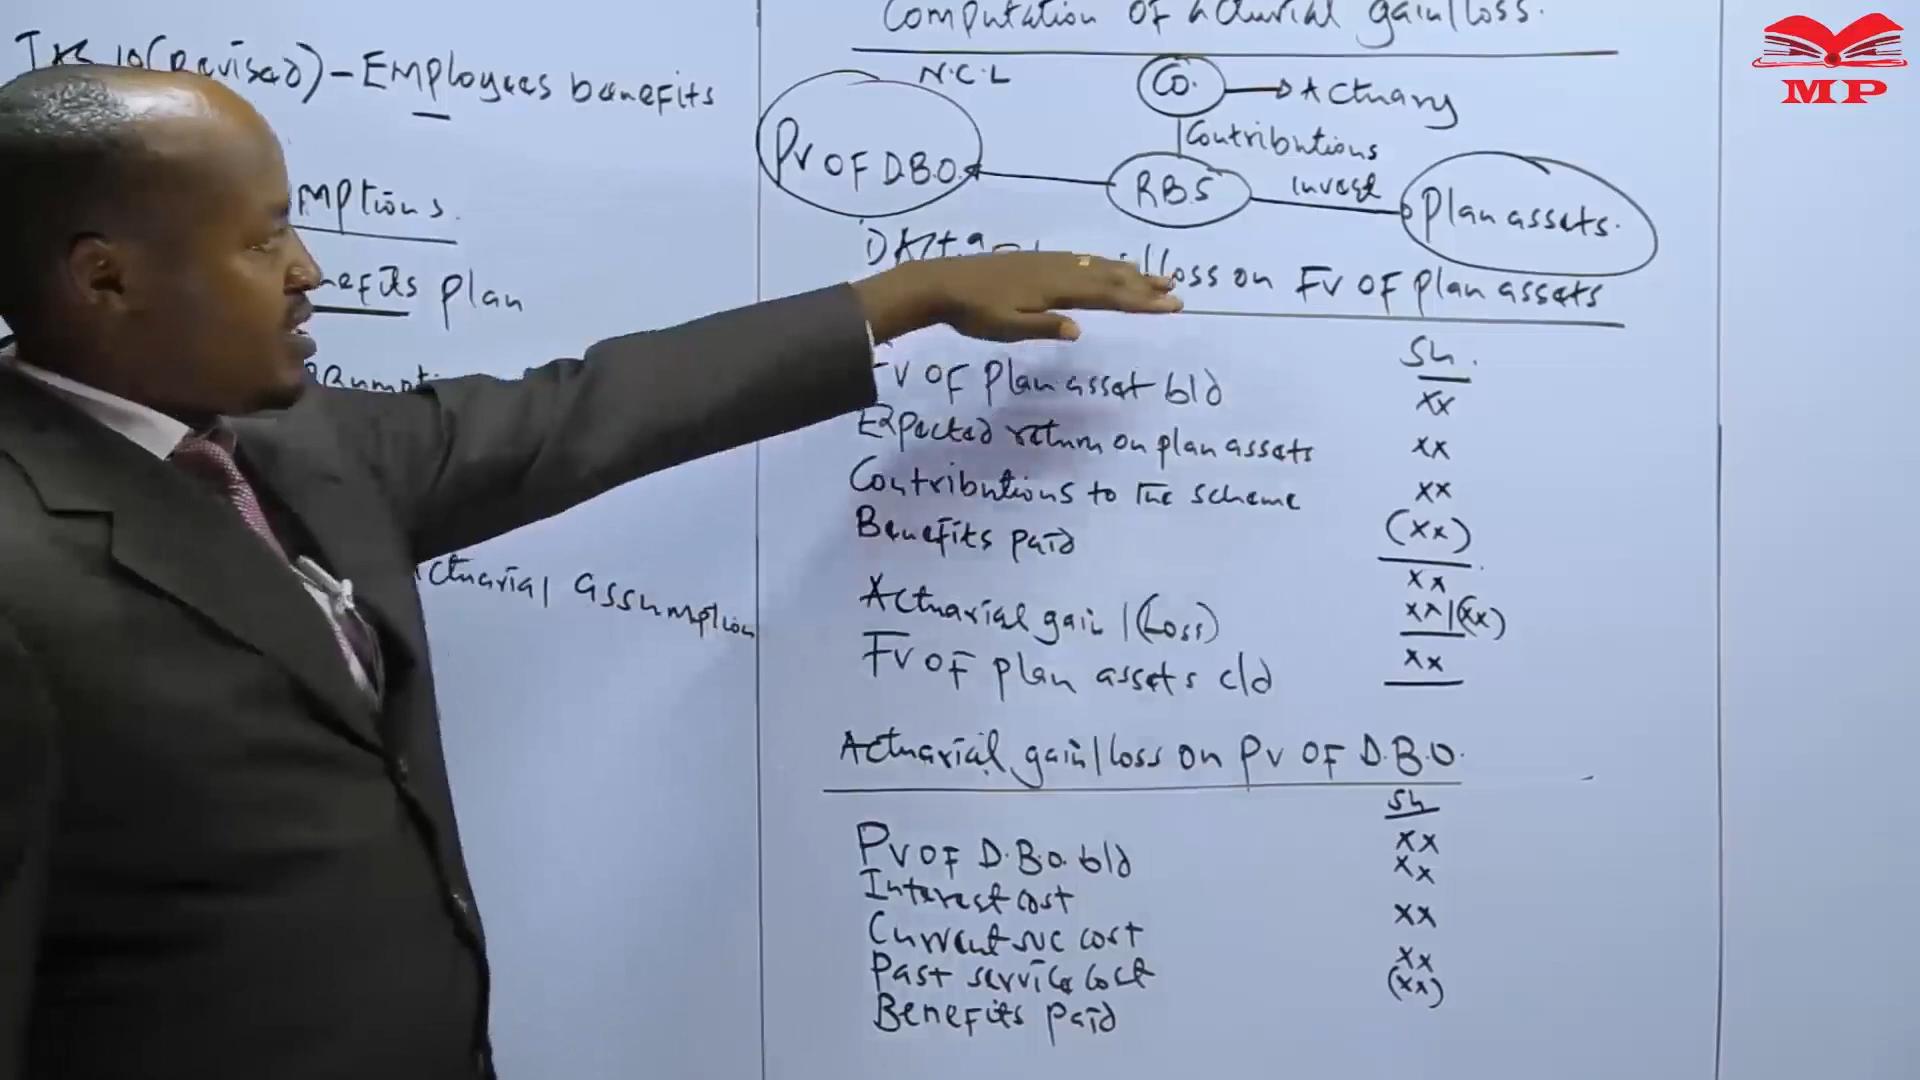 IAS 19 (Revised) - Employees benefits
mptions.
nefits plan
ctuarial assumption
Computation of actuarial gain/loss.
N.C.L
Co.
Actuary
Contributions
PV OF D.B.O.
RBS
invest
Plan assets.
loss on FV OF plan assets
Sh.
FV OF plan asset b/d xx
Expected return on plan assets xx
Contributions to the scheme xx
Benefits paid (xx)
xx
Actuarial gain/(Loss) xx/(xx)
FV OF plan assets c/d xx
Actuarial gain/loss on PV OF D.B.O.
Sh
PV OF D.B.O. b/d xx
Interest cost xx
Current svc cost xx
Past service cost xx
Benefits paid (xx)
MP